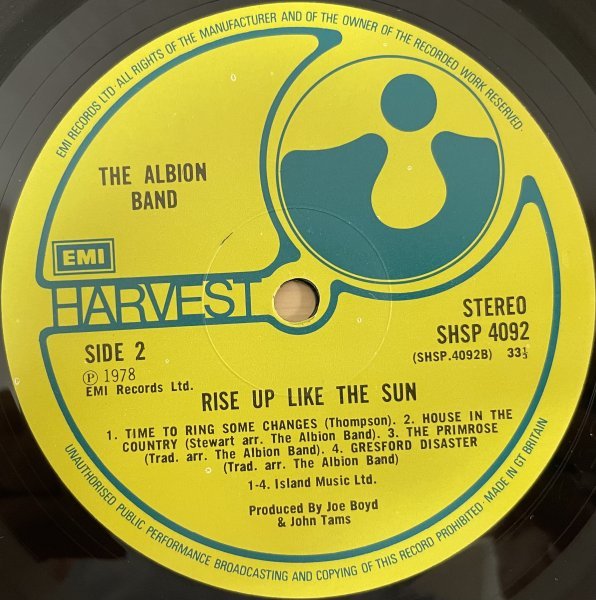 EMI RECORDS LTD · ALL RIGHTS OF THE MANUFACTURER AND OF THE OWNER OF THE RECORDED WORK RESERVED ·
THE ALBION
BAND
EMI
HARVEST
STEREO
SHSP 4092
(SHSP.4092B) 33⅓
SIDE 2
Ⓟ 1978
EMI Records Ltd.
RISE UP LIKE THE SUN
1. TIME TO RING SOME CHANGES (Thompson). 2. HOUSE IN THE
COUNTRY (Stewart arr. The Albion Band). 3. THE PRIMROSE
(Trad. arr. The Albion Band). 4. GRESFORD DISASTER
(Trad. arr. The Albion Band)
1-4. Island Music Ltd.
Produced By Joe Boyd
& John Tams
UNAUTHORISED PUBLIC PERFORMANCE BROADCASTING AND COPYING OF THIS RECORD PROHIBITED · MADE IN GT BRITAIN